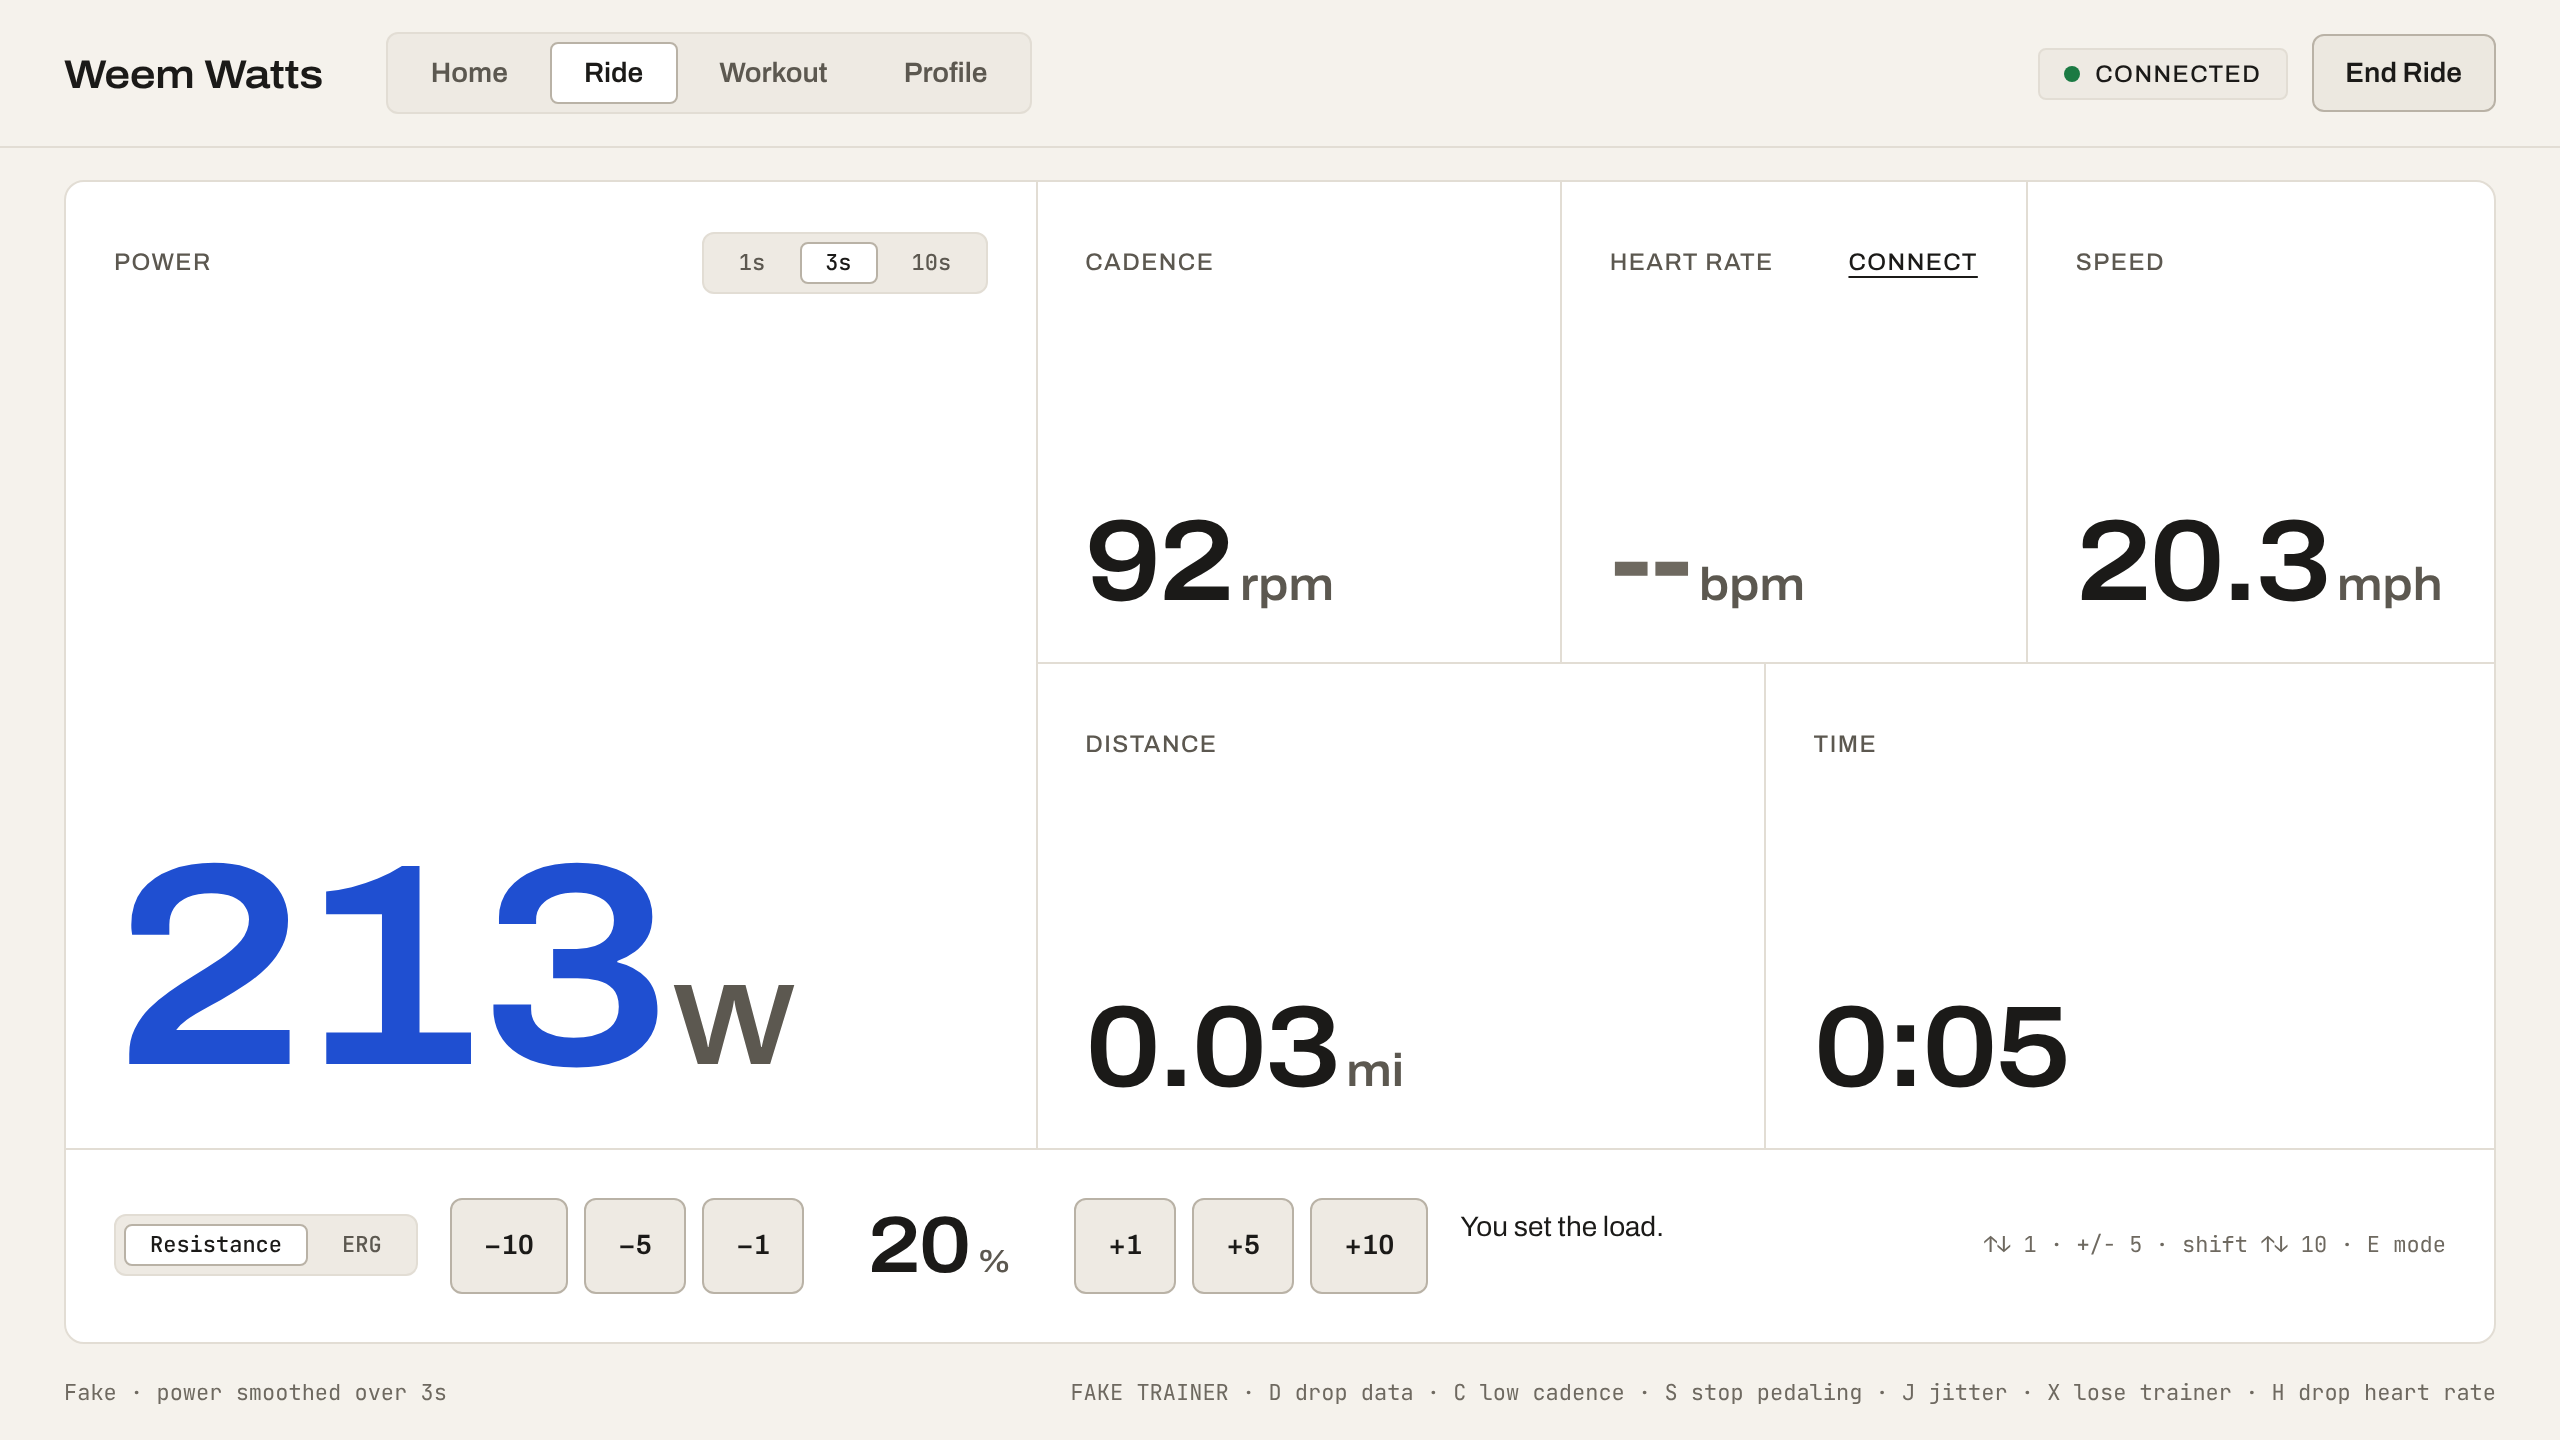 Weem Watts Home Ride Workout Profile CONNECTED End Ride
POWER 1s 3s 10s
213 W
CADENCE
92 rpm
HEART RATE CONNECT
-- bpm
SPEED
20.3 mph
DISTANCE
0.03 mi
TIME
0:05
Resistance ERG −10 −5 −1 20 % +1 +5 +10 You set the load. ↑↓ 1 · +/- 5 · shift ↑↓ 10 · E mode
Fake · power smoothed over 3s
FAKE TRAINER · D drop data · C low cadence · S stop pedaling · J jitter · X lose trainer · H drop heart rate